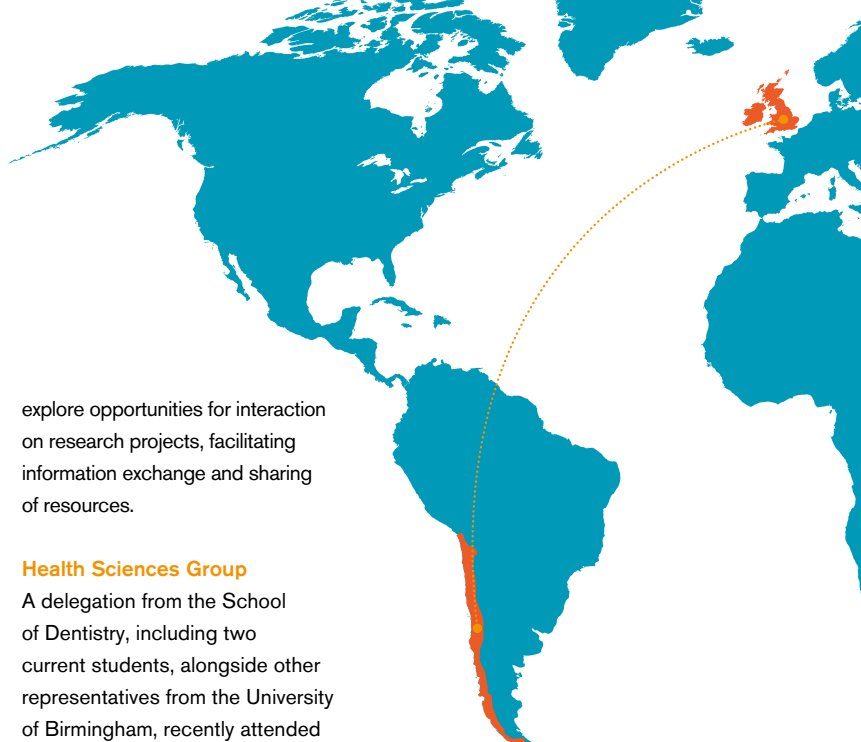 explore opportunities for interaction
on research projects, facilitating
information exchange and sharing
of resources.
Health Sciences Group
A delegation from the School
of Dentistry, including two
current students, alongside other
representatives from the University
of Birmingham, recently attended